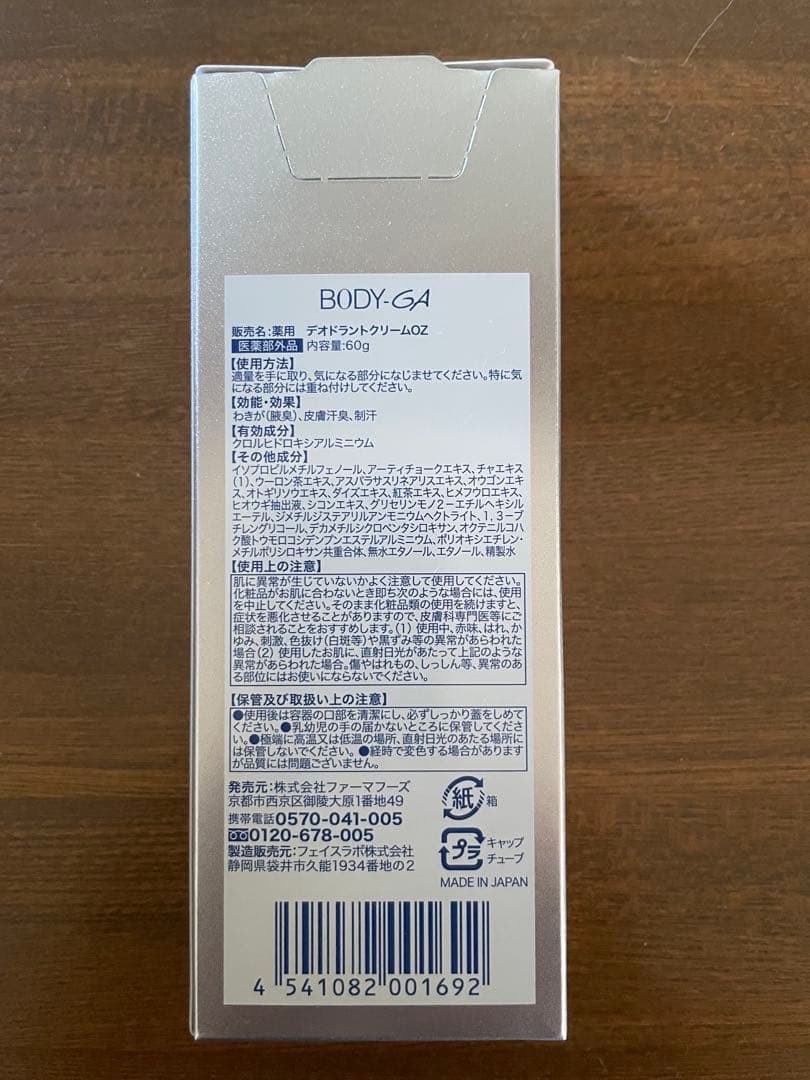 BODY-GA
販売名:薬用 デオドラントクリームOZ
医薬部外品 内容量:60g
【使用方法】
適量を手に取り、気になる部分になじませてください。特に気
になる部分には重ね付けしてください。
【効能・効果】
わきが(腋臭)、皮膚汗臭、制汗
【有効成分】
クロルヒドロキシアルミニウム
【その他成分】
イソプロピルメチルフェノール、アーティチョークエキス、チャエキス
(1)、ウーロン茶エキス、アスパラサスリネアリスエキス、オウゴンエキ
ス、オトギリソウエキス、ダイズエキス、紅茶エキス、ヒメフウロエキス、
ヒオウギ抽出液、シコンエキス、グリセリンモノ2－エチルヘキシル
エーテル、ジメチルジステアリルアンモニウムヘクトライト、1,3－ブ
チレングリコール、デカメチルシクロペンタシロキサン、オクテニルコハ
ク酸トウモロコシデンプンエステルアルミニウム、ポリオキシエチレン・
メチルポリシロキサン共重合体、無水エタノール、エタノール、精製水
【使用上の注意】
肌に異常が生じていないかよく注意して使用してください。
化粧品がお肌に合わないとき即ち次のような場合には、使用
を中止してください。そのまま化粧品類の使用を続けますと、
症状を悪化させることがありますので、皮膚科専門医等にご
相談されることをおすすめします。(1) 使用中、赤味、はれ、か
ゆみ、刺激、色抜け(白斑等)や黒ずみ等の異常があらわれた
場合(2) 使用したお肌に、直射日光があたって上記のような
異常があらわれた場合。傷やはれもの、しっしん等、異常のあ
る部位にはお使いにならないでください。
【保管及び取扱い上の注意】
●使用後は容器の口部を清潔にし、必ずしっかり蓋をしめて
ください。●乳幼児の手の届かないところに保管してくださ
い。●極端に高温又は低温の場所、直射日光のあたる場所に
は保管しないでください。●経時で変色する場合があります
が品質には問題ございません。
発売元:株式会社ファーマフーズ
京都市西京区御陵大原1番地49
携帯電話0570-041-005
0120-678-005
製造販売元:フェイスラボ株式会社
静岡県袋井市久能1934番地の2
紙 箱
プラ キャップ
チューブ
MADE IN JAPAN
4 541082 001692